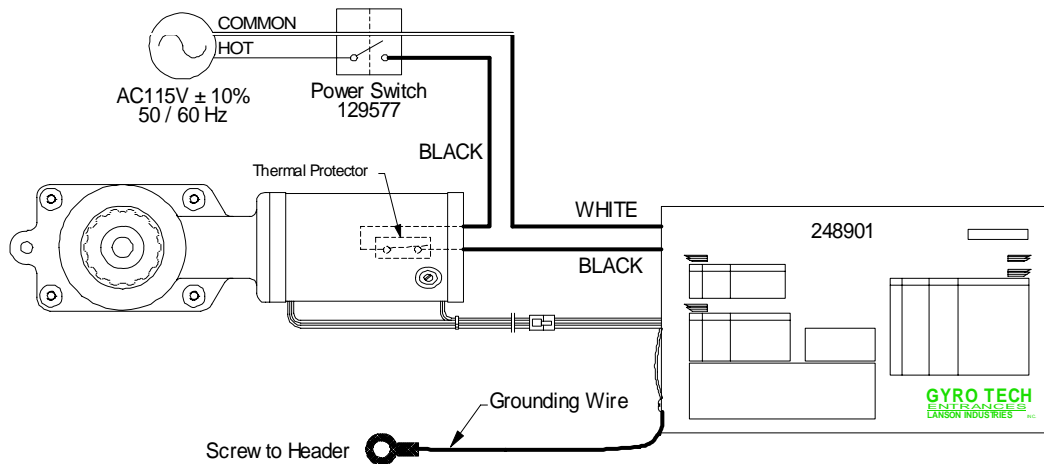 COMMON
HOT
AC115V ± 10%
50 / 60 Hz
Power Switch
129577
BLACK
Thermal Protector
WHITE
BLACK
248901
GYRO TECH
ENTRANCES
LANSON INDUSTRIES INC
Grounding Wire
Screw to Header